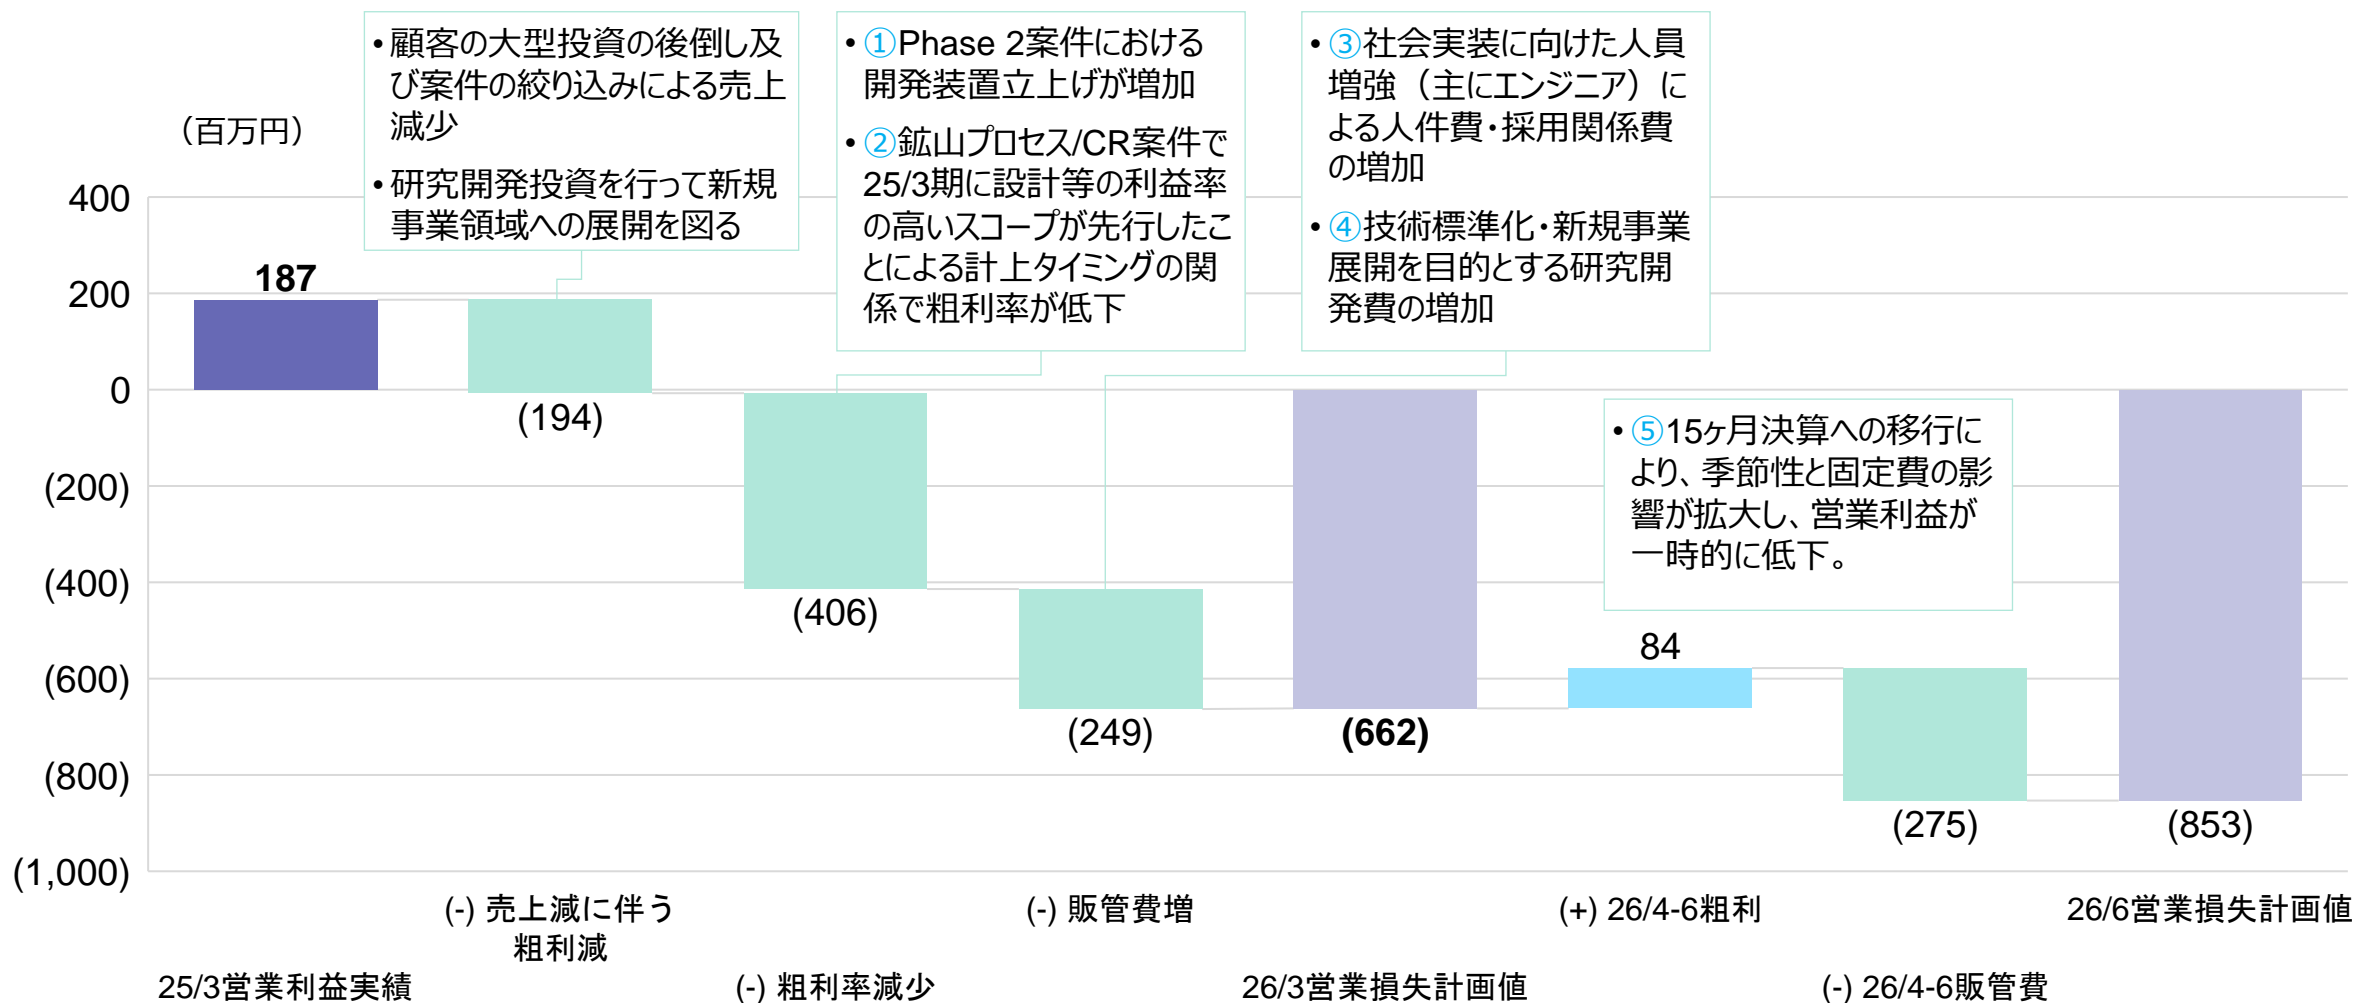 • 顧客の大型投資の後倒し及
び案件の絞り込みによる売上
減少
• 研究開発投資を行って新規
事業領域への展開を図る
• ①Phase 2案件における
開発装置立上げが増加
• ②鉱山プロセス/CR案件で
25/3期に設計等の利益率
の高いスコープが先行したこ
とによる計上タイミングの関
係で粗利率が低下
• ③社会実装に向けた人員
増強（主にエンジニア）に
よる人件費・採用関係費
の増加
• ④技術標準化・新規事業
展開を目的とする研究開
発費の増加
（百万円）
400
200
0
(200)
(400)
(600)
(800)
(1,000)
187
(194)
(406)
(249)
(662)
84
(275)
(853)
• ⑤15ヶ月決算への移行に
より、季節性と固定費の影
響が拡大し、営業利益が
一時的に低下。
25/3営業利益実績
(-) 売上減に伴う
粗利減
(-) 粗利率減少
(-) 販管費増
26/3営業損失計画値
(+) 26/4-6粗利
(-) 26/4-6販管費
26/6営業損失計画値